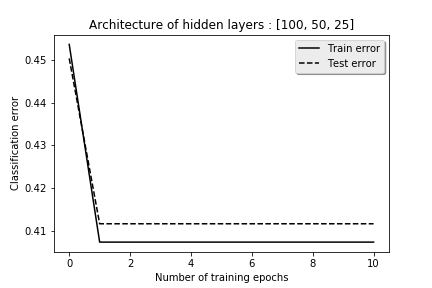 Architecture of hidden layers : [100, 50, 25]
Train error
Test error
0.45
0.44
0.43
0.42
0.41
Classification error
0 2 4 6 8 10
Number of training epochs